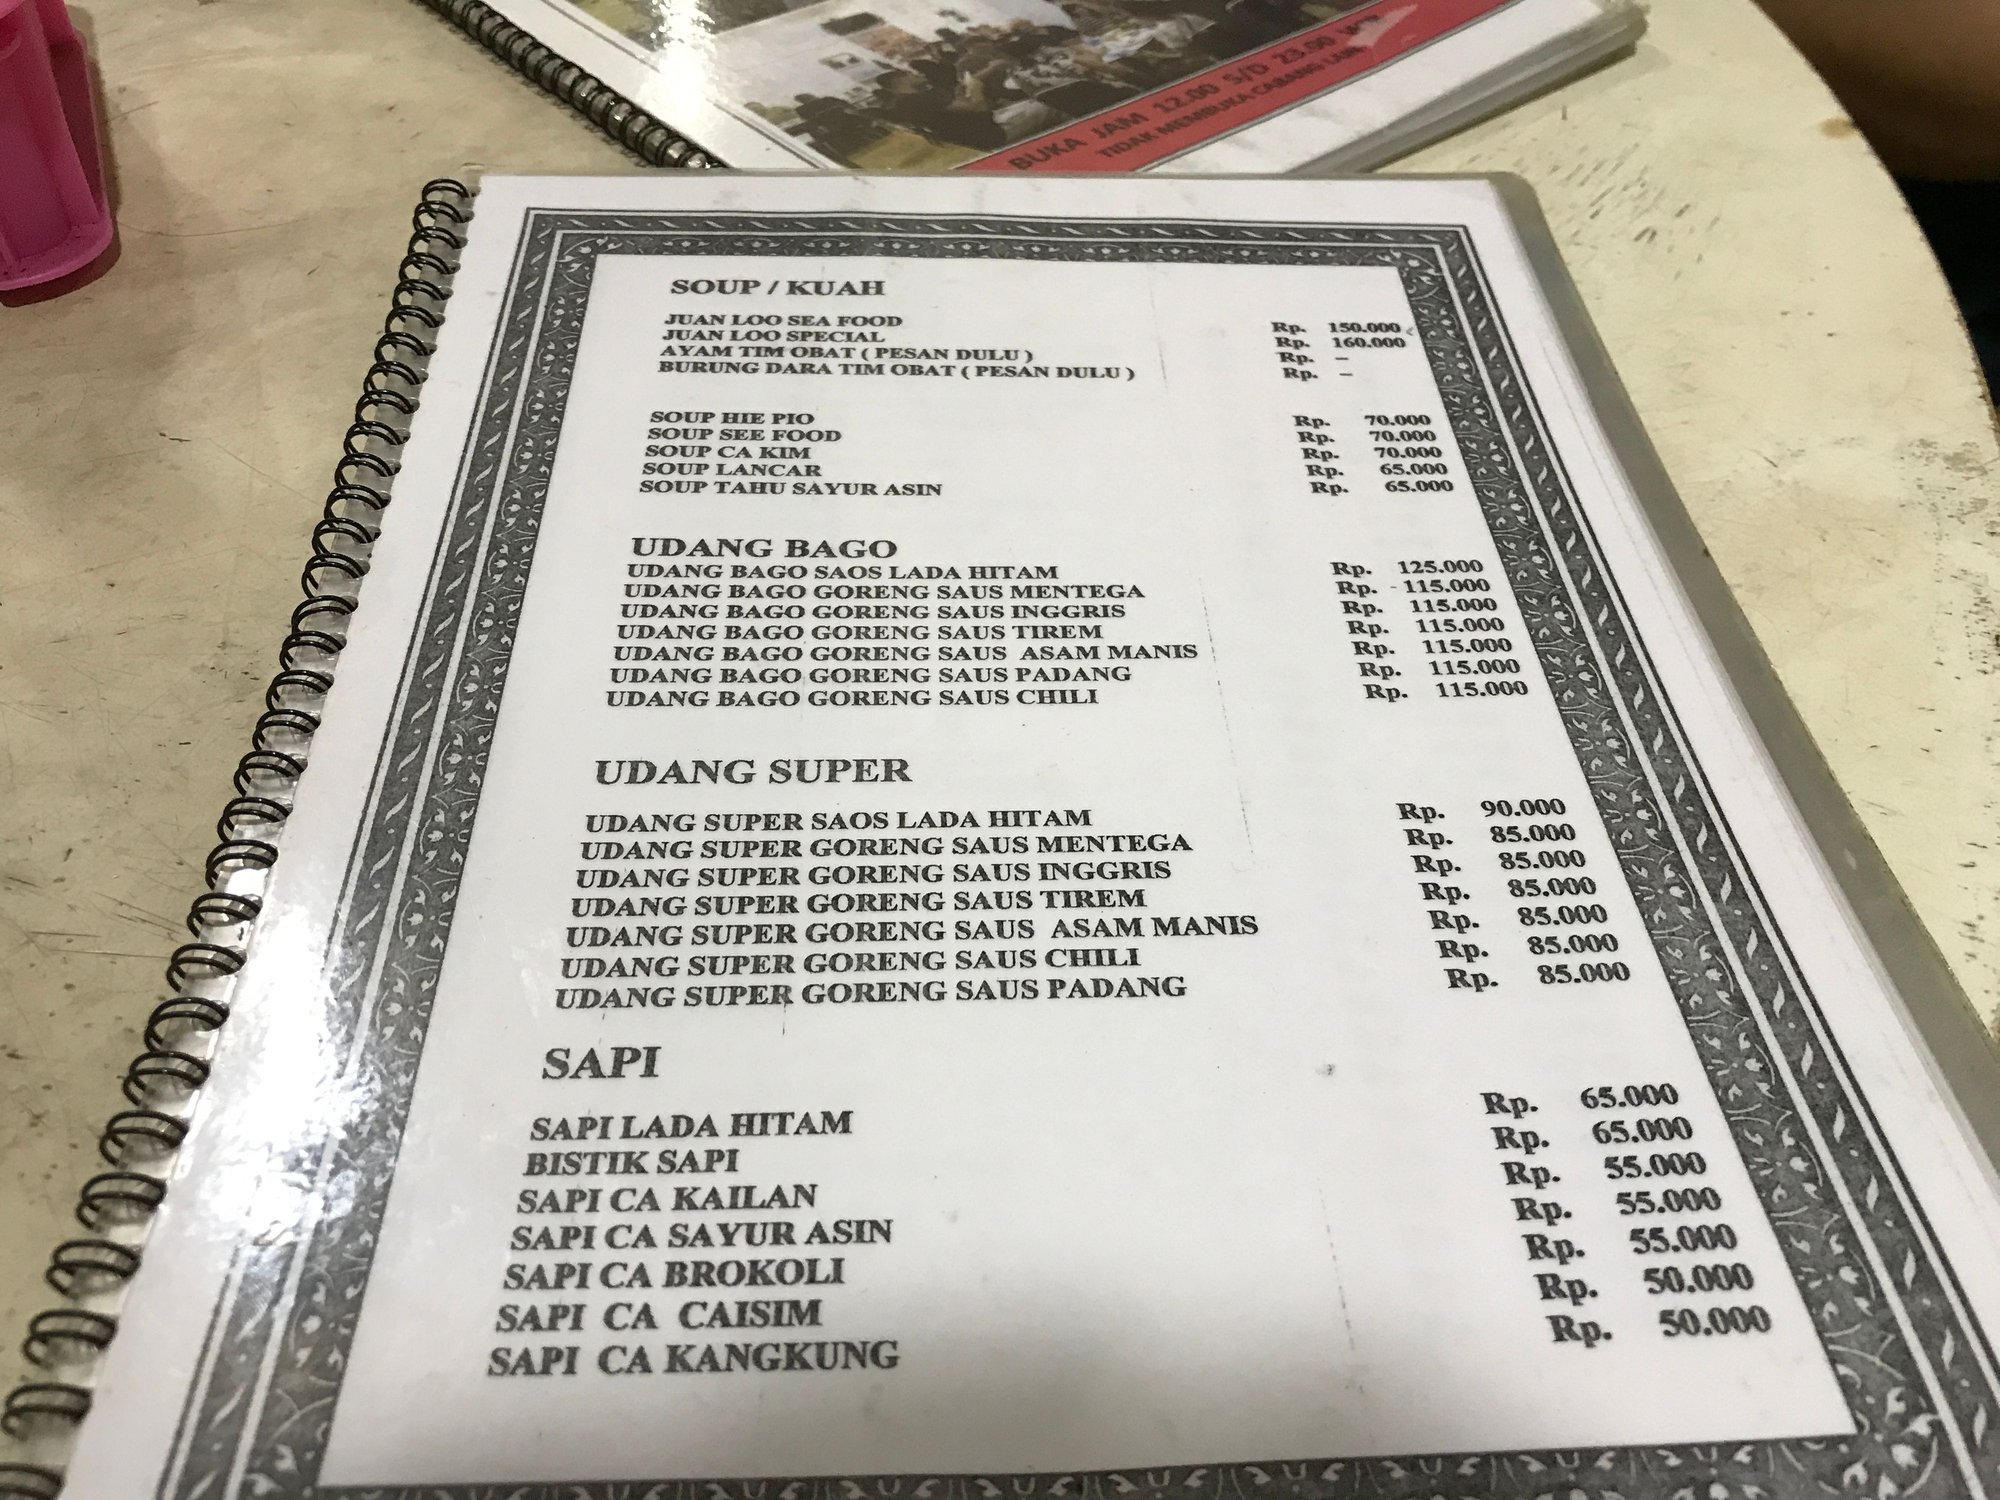 BUKA JAM 12.00 S/D 23.00
TIDAK MEMBUKA CABANG LAIN
SOUP / KUAH
JUAN LOO SEA FOOD Rp. 150.000
JUAN LOO SPECIAL Rp. 160.000
AYAM TIM OBAT ( PESAN DULU ) Rp. –
BURUNG DARA TIM OBAT ( PESAN DULU ) Rp. –
SOUP HIE PIO Rp. 70.000
SOUP SEE FOOD Rp. 70.000
SOUP CA KIM Rp. 70.000
SOUP LANCAR Rp. 65.000
SOUP TAHU SAYUR ASIN Rp. 65.000
UDANG BAGO
UDANG BAGO SAOS LADA HITAM Rp. 125.000
UDANG BAGO GORENG SAUS MENTEGA Rp. 115.000
UDANG BAGO GORENG SAUS INGGRIS Rp. 115.000
UDANG BAGO GORENG SAUS TIREM Rp. 115.000
UDANG BAGO GORENG SAUS ASAM MANIS Rp. 115.000
UDANG BAGO GORENG SAUS PADANG Rp. 115.000
UDANG BAGO GORENG SAUS CHILI Rp. 115.000
UDANG SUPER
UDANG SUPER SAOS LADA HITAM Rp. 90.000
UDANG SUPER GORENG SAUS MENTEGA Rp. 85.000
UDANG SUPER GORENG SAUS INGGRIS Rp. 85.000
UDANG SUPER GORENG SAUS TIREM Rp. 85.000
UDANG SUPER GORENG SAUS ASAM MANIS Rp. 85.000
UDANG SUPER GORENG SAUS CHILI Rp. 85.000
UDANG SUPER GORENG SAUS PADANG Rp. 85.000
SAPI
SAPI LADA HITAM Rp. 65.000
BISTIK SAPI Rp. 65.000
SAPI CA KAILAN Rp. 55.000
SAPI CA SAYUR ASIN Rp. 55.000
SAPI CA BROKOLI Rp. 55.000
SAPI CA CAISIM Rp. 50.000
SAPI CA KANGKUNG Rp. 50.000